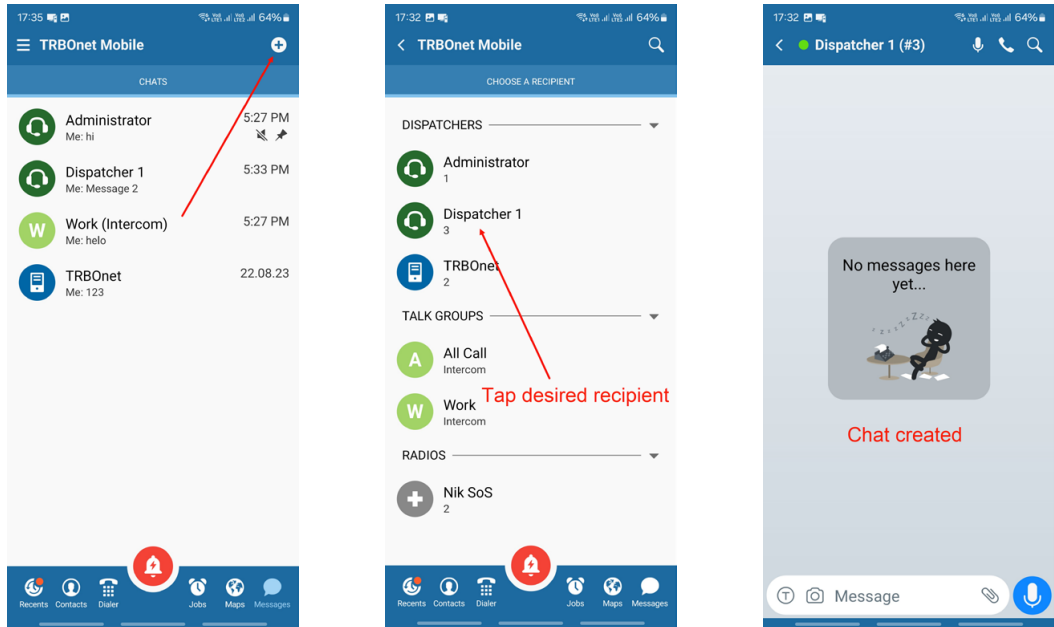 17:35 64%
TRBOnet Mobile
CHATS
Administrator 5:27 PM
Me: hi
Dispatcher 1 5:33 PM
Me: Message 2
W Work (Intercom) 5:27 PM
Me: helo
TRBOnet 22.08.23
Me: 123
Recents Contacts Dialer Jobs Maps Messages
17:32 64%
TRBOnet Mobile
CHOOSE A RECIPIENT
DISPATCHERS
Administrator
1
Dispatcher 1
3
TRBOnet
2
TALK GROUPS
A All Call
Intercom
Tap desired recipient
W Work
Intercom
RADIOS
Nik SoS
2
Recents Contacts Dialer Jobs Maps Messages
17:32 64%
Dispatcher 1 (#3)
No messages here
yet...
z z z z z z z
Chat created
T Message